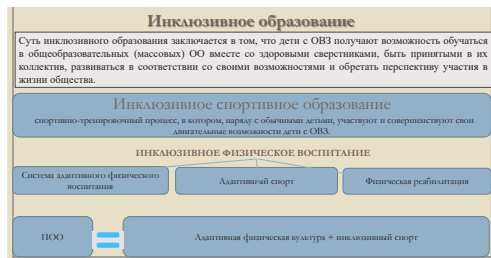 Инклюзивное образование
Суть инклюзивного образования заключается в том, что дети с ОВЗ получают возможность обучаться
в общеобразовательных (массовых) ОО вместе со здоровыми сверстниками, быть принятыми в их
коллектив, развиваться в соответствии со своими возможностями и обретать перспективу участия в
жизни общества.
Инклюзивное спортивное образование
спортивно-тренировочный процесс, в котором, наряду с обычными детьми, участвуют и совершенствуют свои
двигательные возможности дети с ОВЗ.
ИНКЛЮЗИВНОЕ ФИЗИЧЕСКОЕ ВОСПИТАНИЕ
Система адаптивного физического
воспитания
Адаптивный спорт
Физическая реабилитация
ПОО
Адаптивная физическая культура + инклюзивный спорт